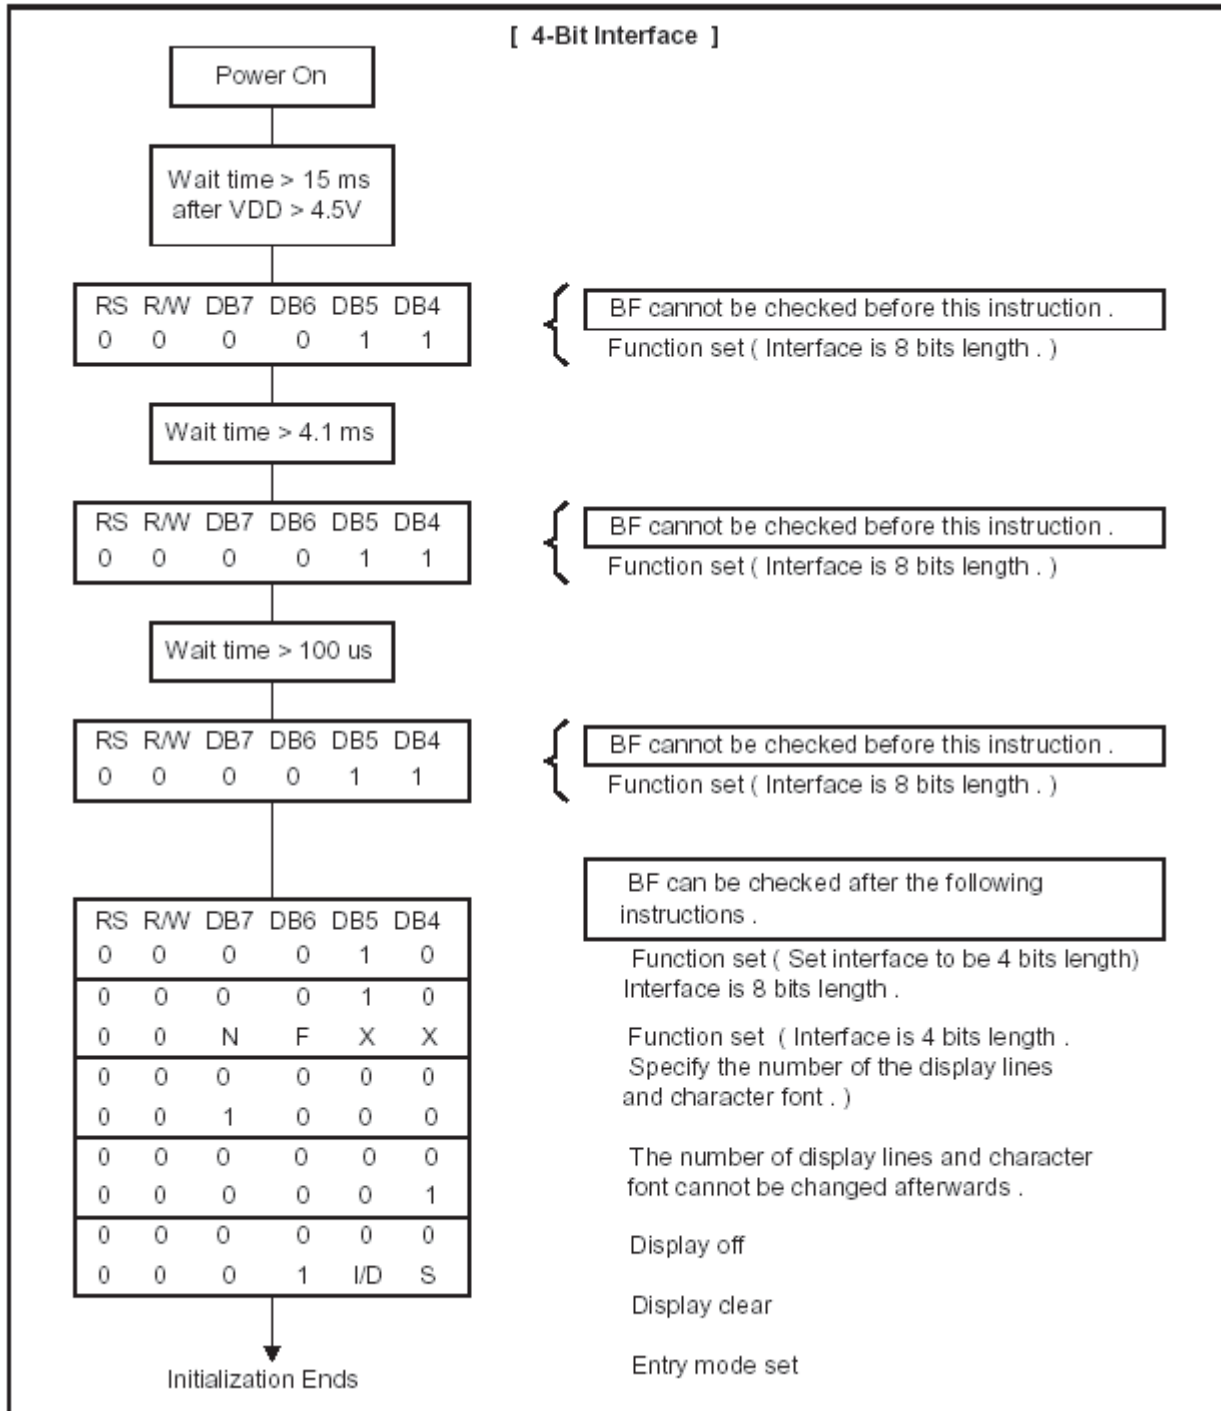 [ 4-Bit Interface ]
Power On
Wait time > 15 ms
after VDD > 4.5V
RS R/W DB7 DB6 DB5 DB4
0 0 0 0 1 1
BF cannot be checked before this instruction .
Function set ( Interface is 8 bits length . )
Wait time > 4.1 ms
RS R/W DB7 DB6 DB5 DB4
0 0 0 0 1 1
BF cannot be checked before this instruction .
Function set ( Interface is 8 bits length . )
Wait time > 100 us
RS R/W DB7 DB6 DB5 DB4
0 0 0 0 1 1
BF cannot be checked before this instruction .
Function set ( Interface is 8 bits length . )
RS R/W DB7 DB6 DB5 DB4
0 0 0 0 1 0
0 0 0 0 1 0
0 0 N F X X
0 0 0 0 0 0
0 0 1 0 0 0
0 0 0 0 0 0
0 0 0 0 0 1
0 0 0 0 0 0
0 0 0 1 I/D S
BF can be checked after the following
instructions .
Function set ( Set interface to be 4 bits length)
Interface is 8 bits length .
Function set ( Interface is 4 bits length .
Specify the number of the display lines
and character font . )
The number of display lines and character
font cannot be changed afterwards .
Display off
Display clear
Entry mode set
Initialization Ends